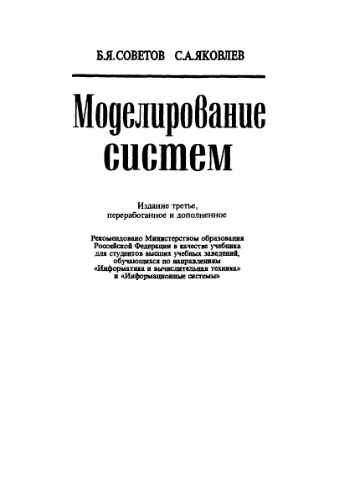 Б.Я.СОВЕТОВ С.А.ЯКОВЛЕВ
Моделирование
систем
Издание третье,
переработанное и дополненное
Рекомендовано Министерством образования
Российской Федерации в качестве учебника
для студентов высших учебных заведений,
обучающихся по направлениям
«Информатика и вычислительная техника»
и «Информационные системы»